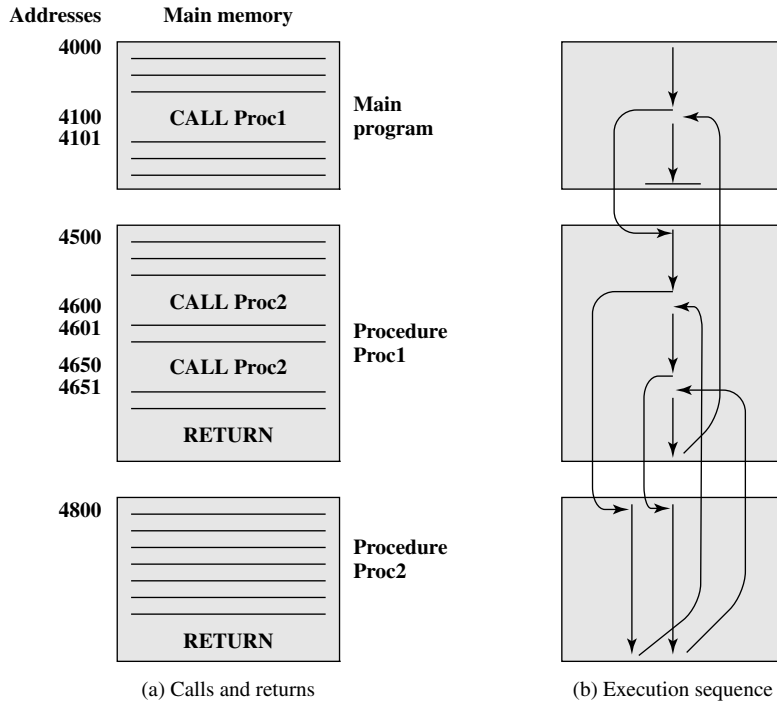 Addresses
Main memory
4000
4100
4101
CALL Proc1
Main
program
4500
4600
4601
4650
4651
CALL Proc2
CALL Proc2
RETURN
Procedure
Proc1
4800
RETURN
Procedure
Proc2
(a) Calls and returns
(b) Execution sequence